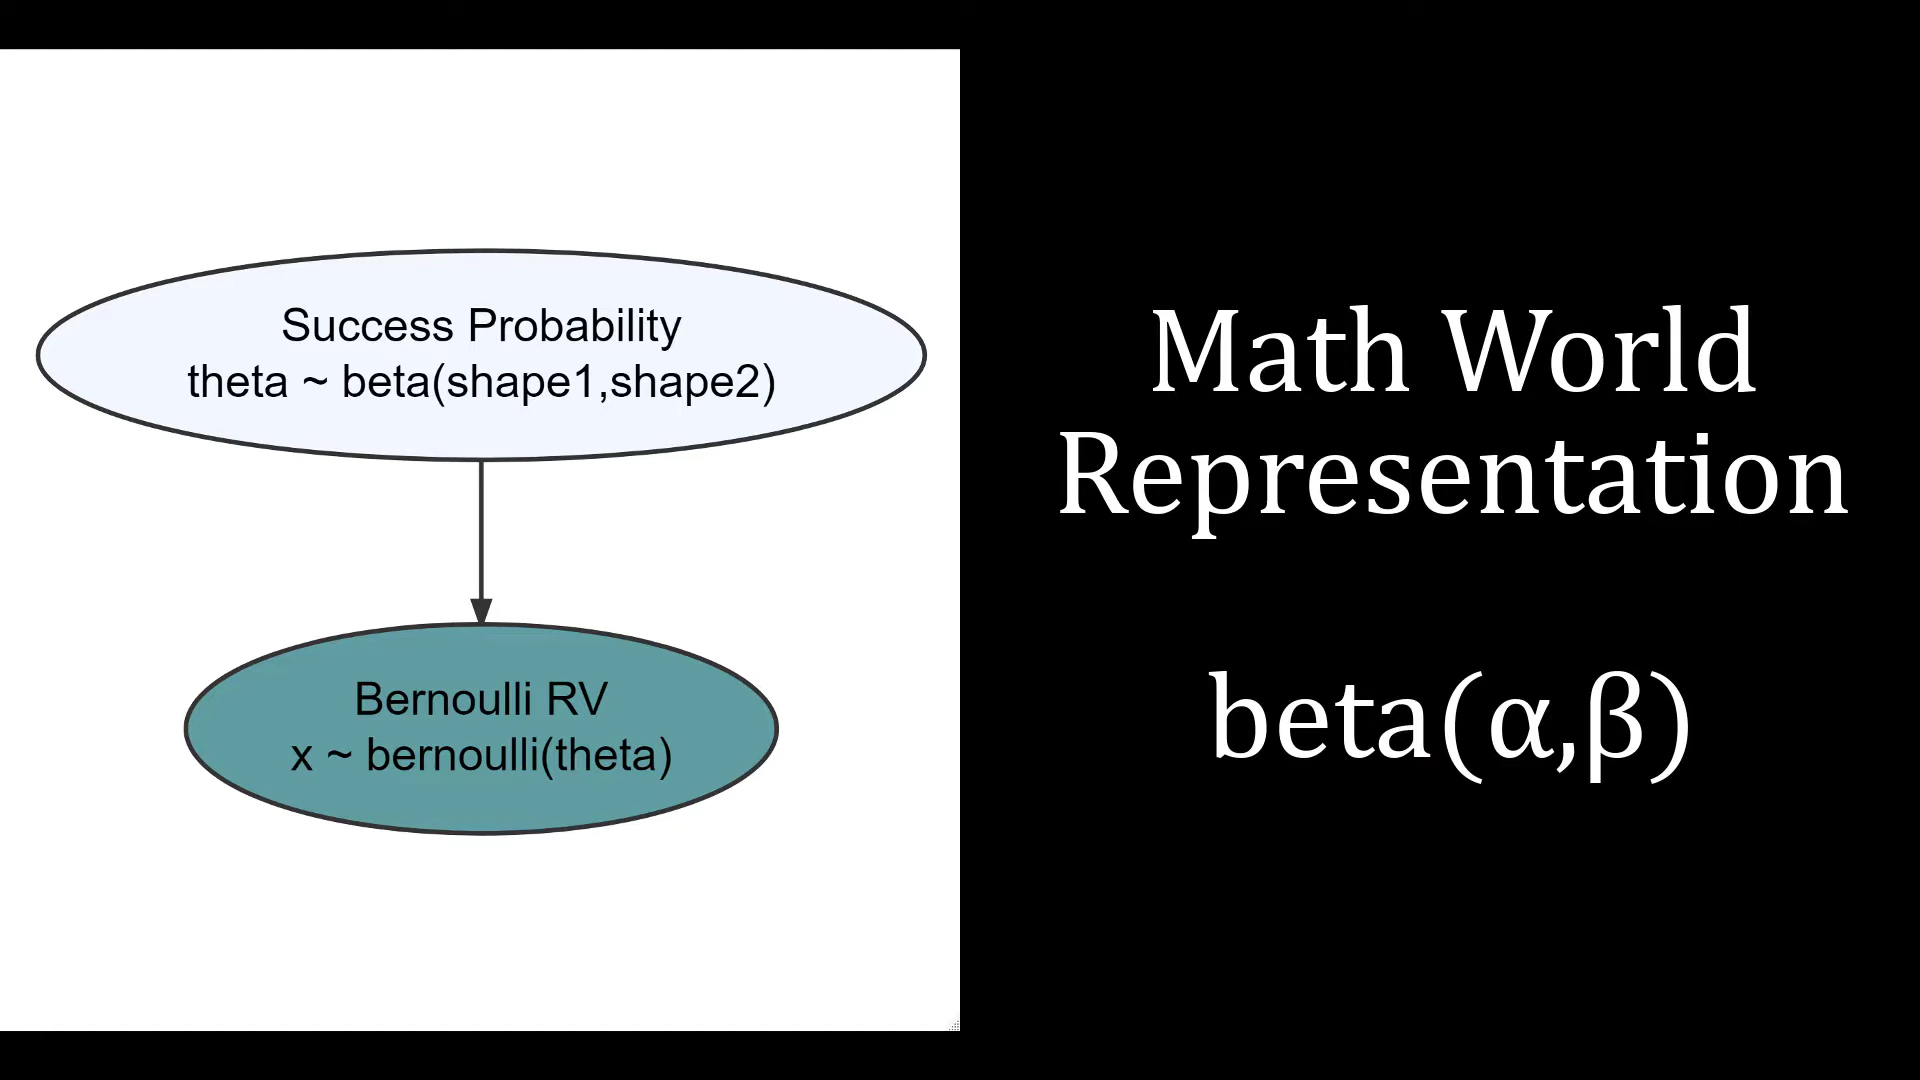 Success Probability
theta ~ beta(shape1,shape2)
Bernoulli RV
x ~ bernoulli(theta)
Math World
Representation
beta(α,β)